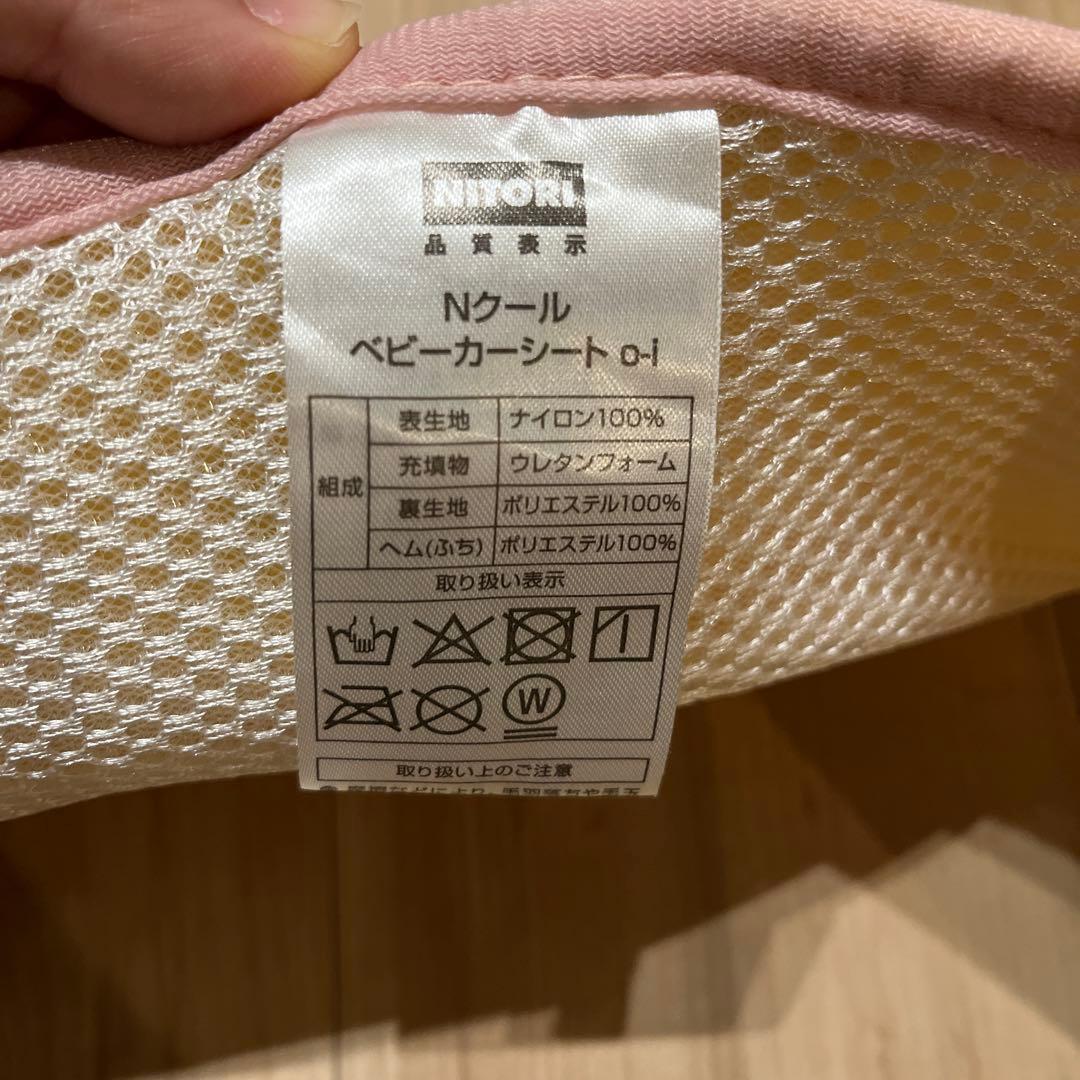 NITORI
品質表示
Nクール
ベビーカーシート o-i
組成
表生地 ナイロン100%
充填物 ウレタンフォーム
裏生地 ポリエステル100%
ヘム(ふち) ポリエステル100%
取り扱い表示
W
取り扱い上のご注意